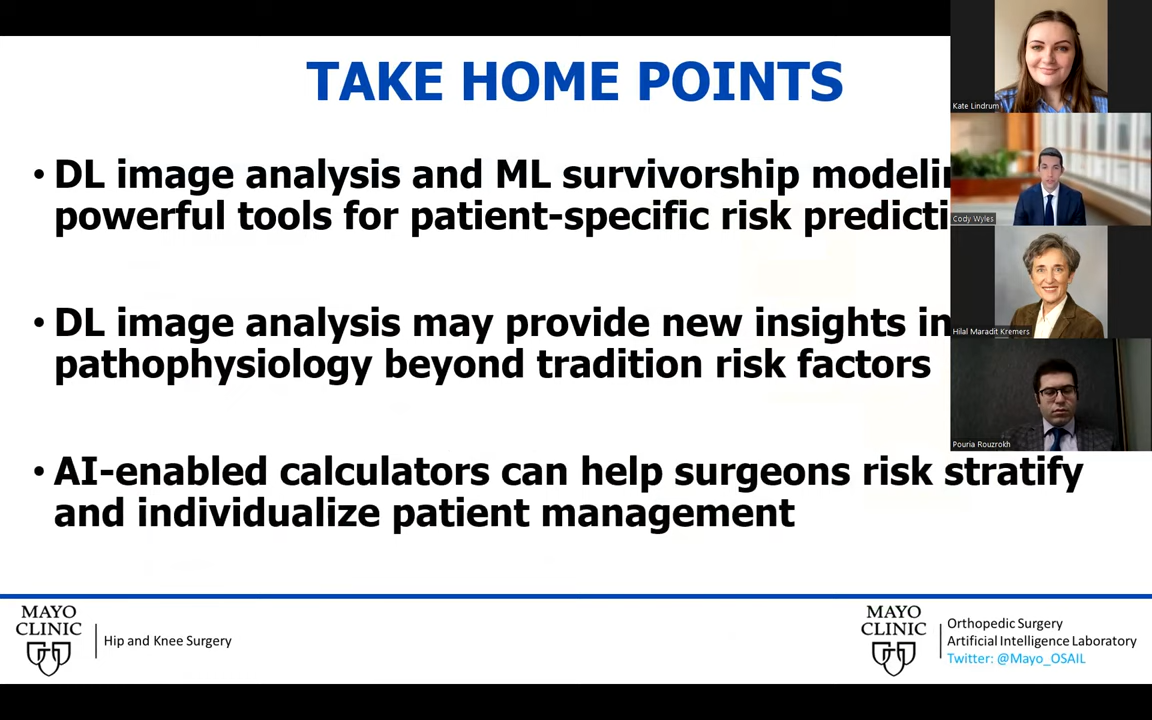 TAKE HOME POINTS
• DL image analysis and ML survivorship modelin
powerful tools for patient-specific risk predicti
• DL image analysis may provide new insights in
pathophysiology beyond tradition risk factors
• AI-enabled calculators can help surgeons risk stratify
and individualize patient management
Kate Lindrum
Cody Wyles
Hilal Maradit Kremers
Pouria Rouzrokh
MAYO
CLINIC
Hip and Knee Surgery
MAYO
CLINIC
Orthopedic Surgery
Artificial Intelligence Laboratory
Twitter: @Mayo_OSAIL